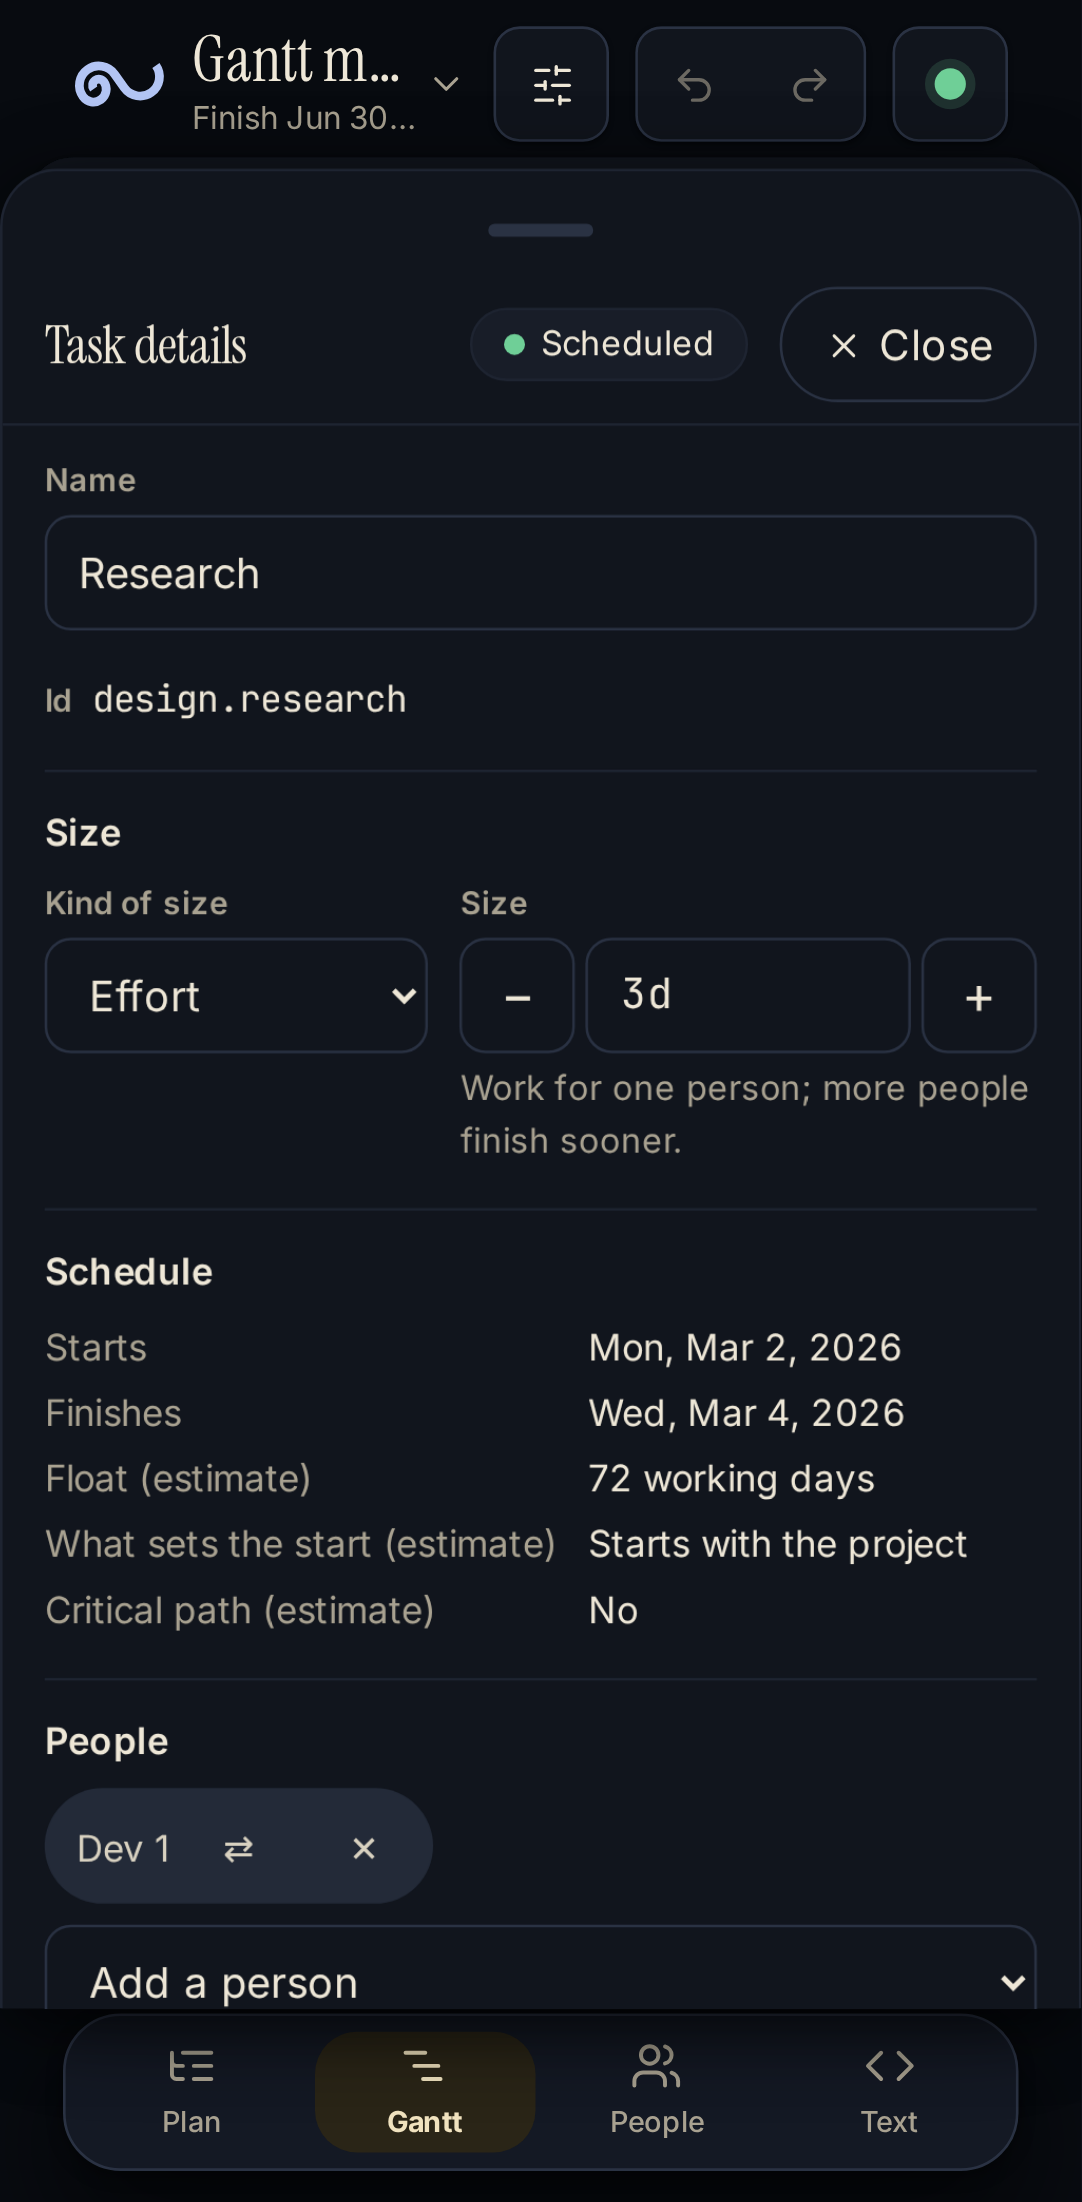 Gantt m...
Finish Jun 30...
Task details
Scheduled
× Close
Name
Research
Id design.research
Size
Kind of size
Size
Effort
− 3d +
Work for one person; more people
finish sooner.
Schedule
Starts Mon, Mar 2, 2026
Finishes Wed, Mar 4, 2026
Float (estimate) 72 working days
What sets the start (estimate) Starts with the project
Critical path (estimate) No
People
Dev 1 ⇄ ×
Add a person
Plan Gantt People Text